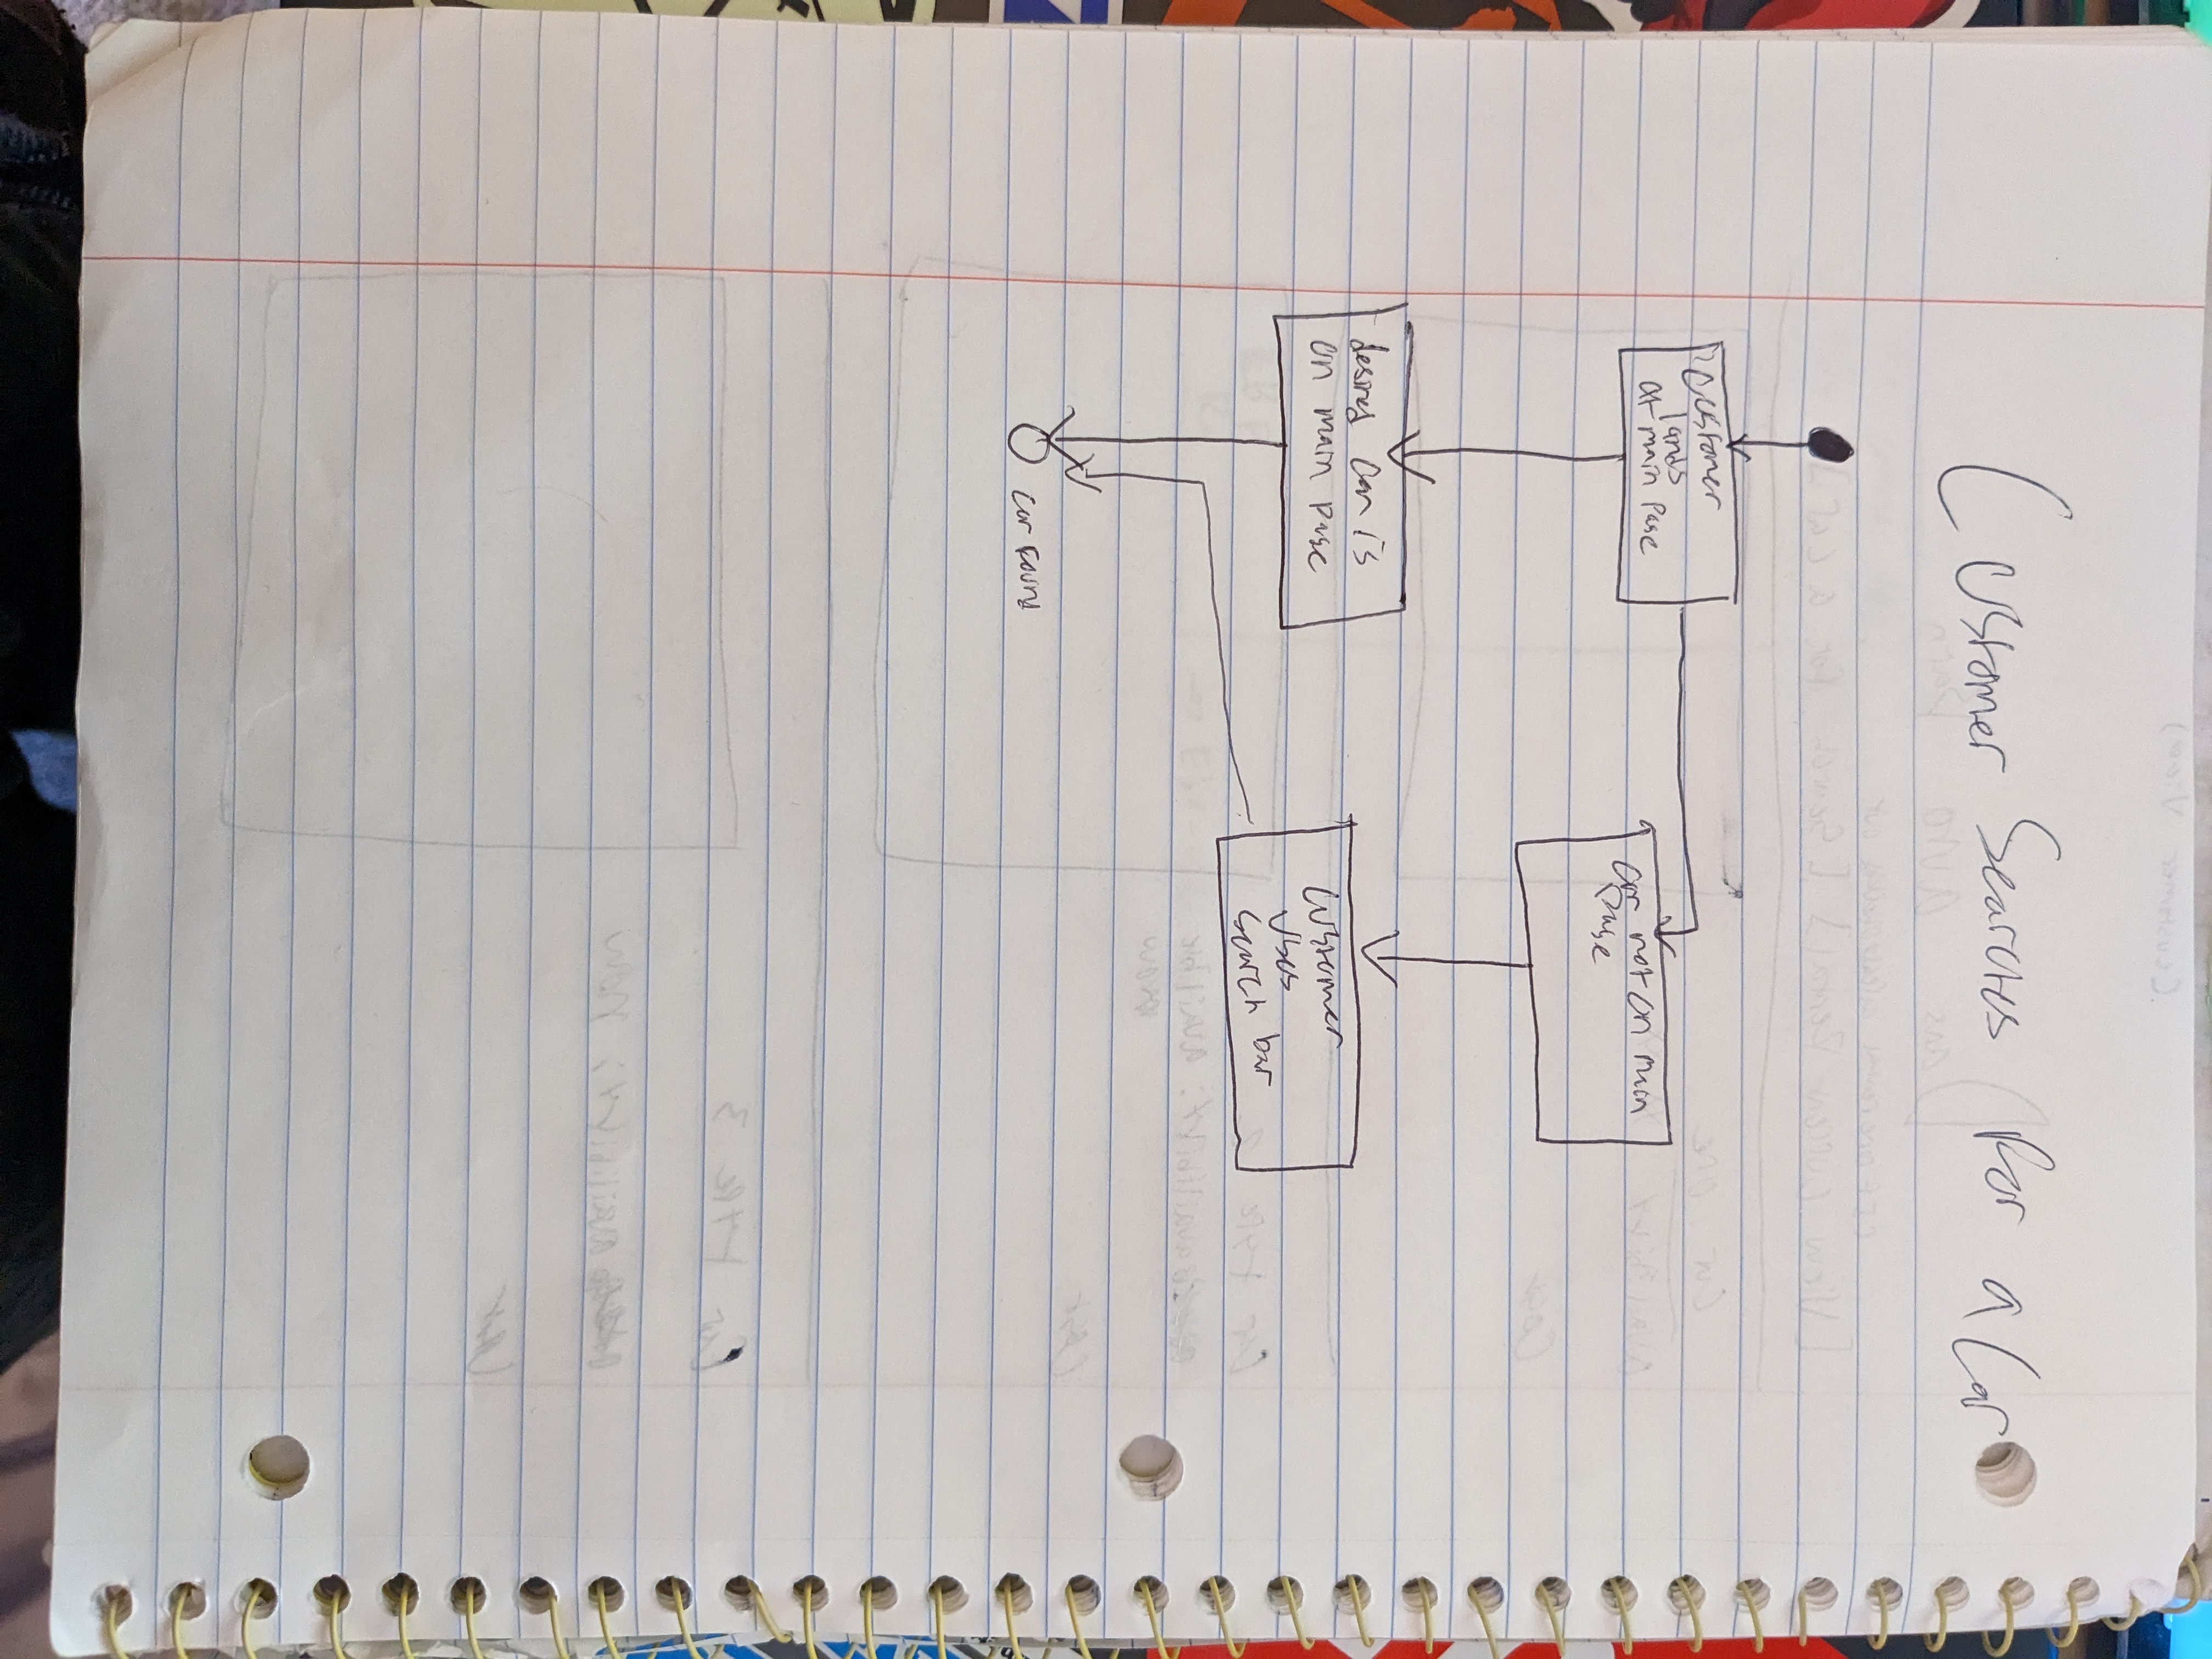 Customer Searches for a Car
Customer
lands
at main page
desired car is
on main page
car not on main
page
Customer
uses
search bar
car found